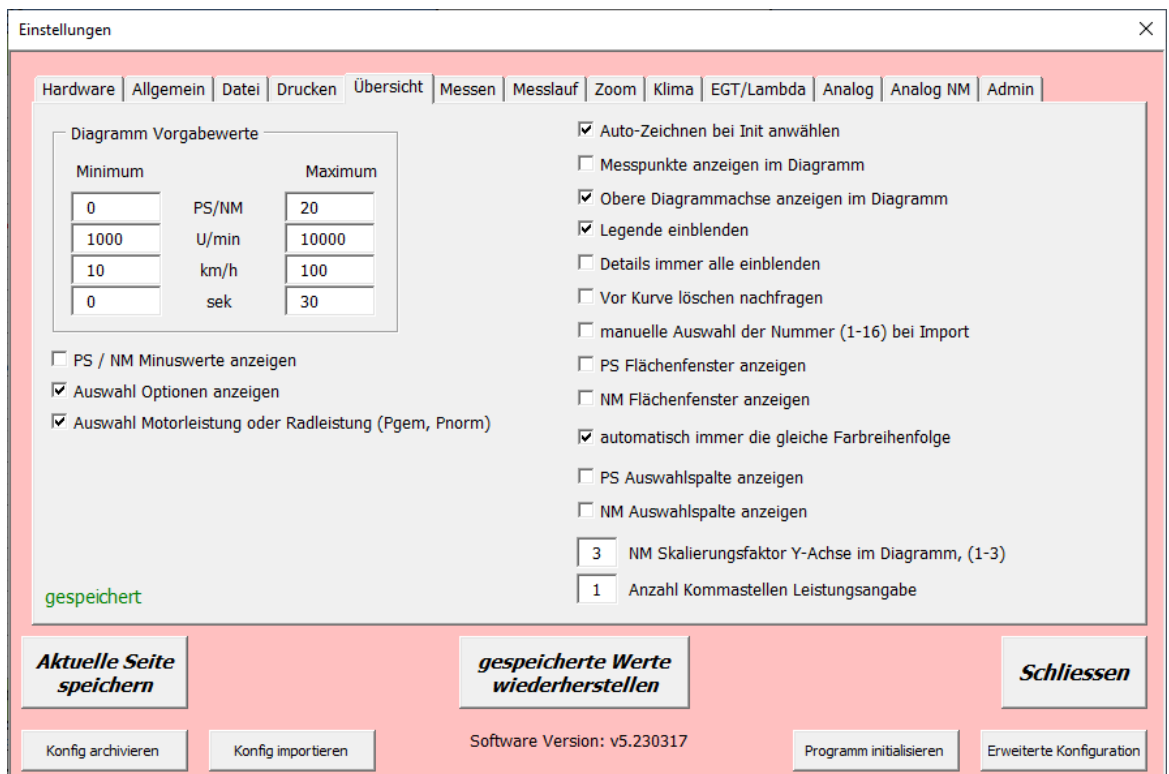 Einstellungen
Hardware Allgemein Datei Drucken Übersicht Messen Messlauf Zoom Klima EGT/Lambda Analog Analog NM Admin
Diagramm Vorgabewerte
Minimum Maximum
0 PS/NM 20
1000 U/min 10000
10 km/h 100
0 sek 30
PS / NM Minuswerte anzeigen
Auswahl Optionen anzeigen
Auswahl Motorleistung oder Radleistung (Pgem, Pnorm)
Auto-Zeichnen bei Init anwählen
Messpunkte anzeigen im Diagramm
Obere Diagrammachse anzeigen im Diagramm
Legende einblenden
Details immer alle einblenden
Vor Kurve löschen nachfragen
manuelle Auswahl der Nummer (1-16) bei Import
PS Flächenfenster anzeigen
NM Flächenfenster anzeigen
automatisch immer die gleiche Farbreihenfolge
PS Auswahlspalte anzeigen
NM Auswahlspalte anzeigen
3 NM Skalierungsfaktor Y-Achse im Diagramm, (1-3)
1 Anzahl Kommastellen Leistungsangabe
gespeichert
Aktuelle Seite
speichern
gespeicherte Werte
wiederherstellen
Schliessen
Konfig archivieren
Konfig importieren
Software Version: v5.230317
Programm initialisieren
Erweiterte Konfiguration